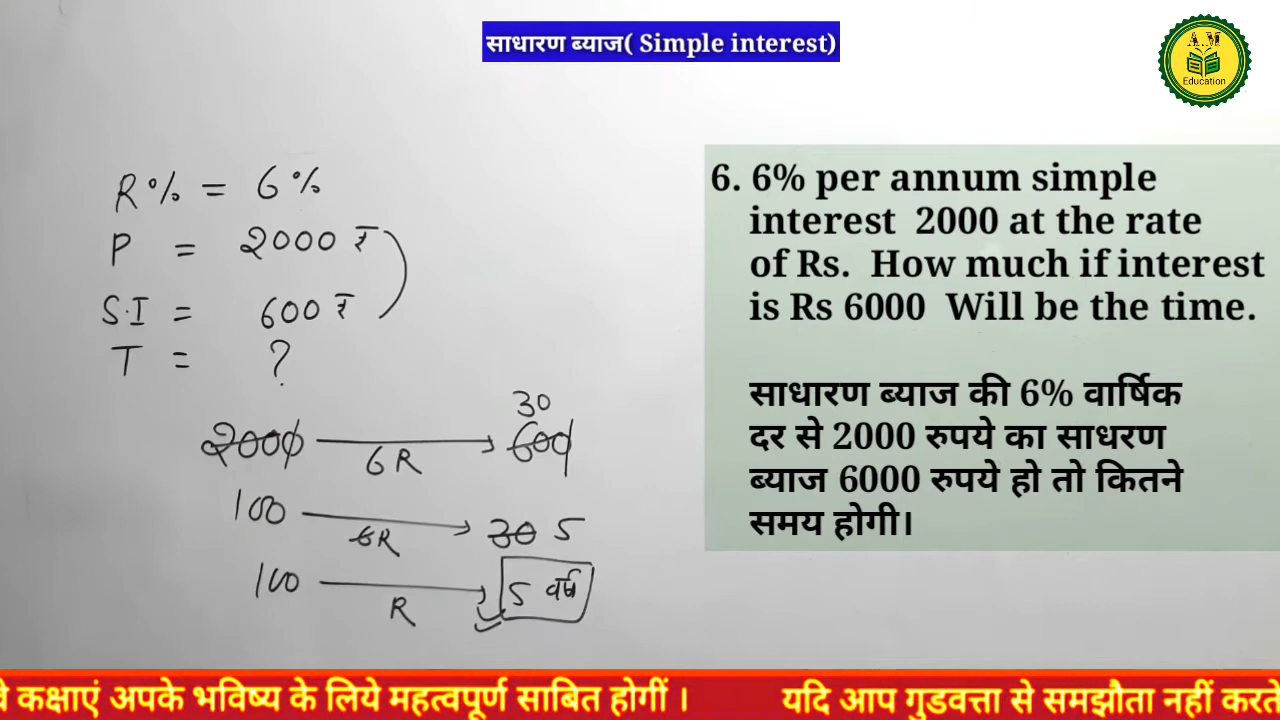 साधारण ब्याज( Simple interest)
A..M
Education
R% = 6%
P = 2000 ₹
S.I = 600 ₹
T = ?
30
2000 600
6R
100 30 5
6R
100 5 वर्ष
R
6. 6% per annum simple
interest 2000 at the rate
of Rs. How much if interest
is Rs 6000 Will be the time.
साधारण ब्याज की 6% वार्षिक
दर से 2000 रुपये का साधरण
ब्याज 6000 रुपये हो तो कितने
समय होगी।
कक्षाएं अपके भविष्य के लिये महत्वपूर्ण साबित होगीं । यदि आप गुडवत्ता से समझौता नहीं करते